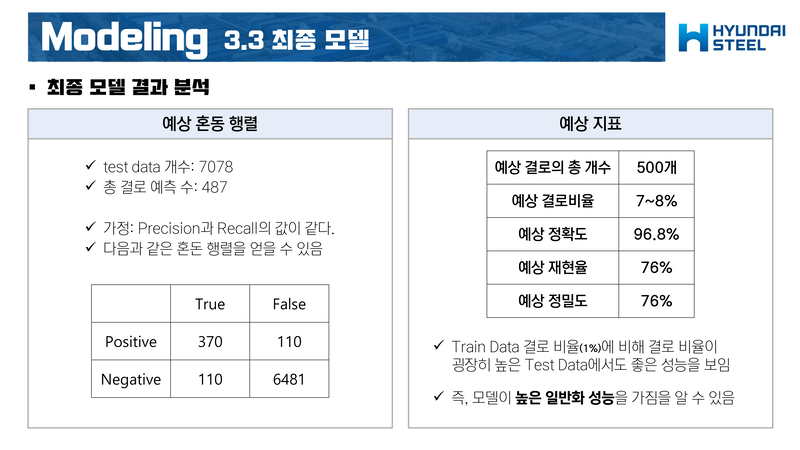 Modeling 3.3 최종 모델
HYUNDAI
STEEL
▪ 최종 모델 결과 분석
예상 혼동 행렬
✓ test data 개수: 7078
✓ 총 결로 예측 수: 487
✓ 가정: Precision과 Recall의 값이 같다.
✓ 다음과 같은 혼돈 행렬을 얻을 수 있음
True False
Positive 370 110
Negative 110 6481
예상 지표
예상 결로의 총 개수 500개
예상 결로비율 7~8%
예상 정확도 96.8%
예상 재현율 76%
예상 정밀도 76%
✓ Train Data 결로 비율(1%)에 비해 결로 비율이
굉장히 높은 Test Data에서도 좋은 성능을 보임
✓ 즉, 모델이 높은 일반화 성능을 가짐을 알 수 있음